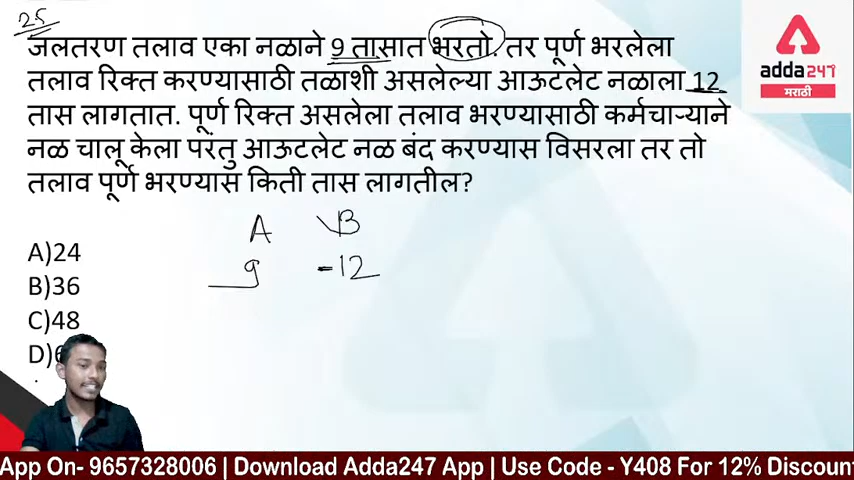 25
जलतरण तलाव एका नळाने 9 तासात भरतो. तर पूर्ण भरलेला
तलाव रिक्त करण्यासाठी तळाशी असलेल्या आऊटलेट नळाला 12
तास लागतात. पूर्ण रिक्त असलेला तलाव भरण्यासाठी कर्मचाऱ्याने
नळ चालू केला परंतु आऊटलेट नळ बंद करण्यास विसरला तर तो
तलाव पूर्ण भरण्यास किती तास लागतील?
adda247
मराठी
A B
9 -12
A)24
B)36
C)48
D)
App On- 9657328006 | Download Adda247 App | Use Code - Y408 For 12% Discount